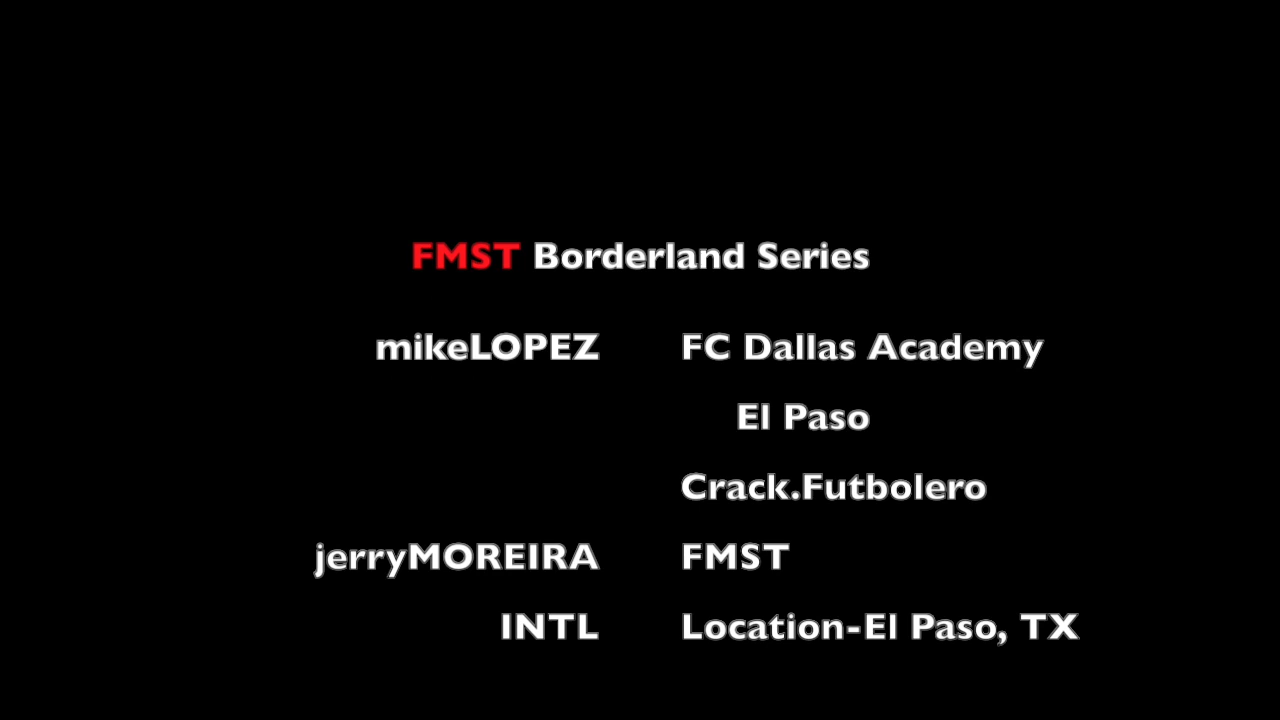 FMST Borderland Series
mikeLOPEZ FC Dallas Academy
El Paso
Crack.Futbolero
jerryMOREIRA FMST
INTL Location-El Paso, TX